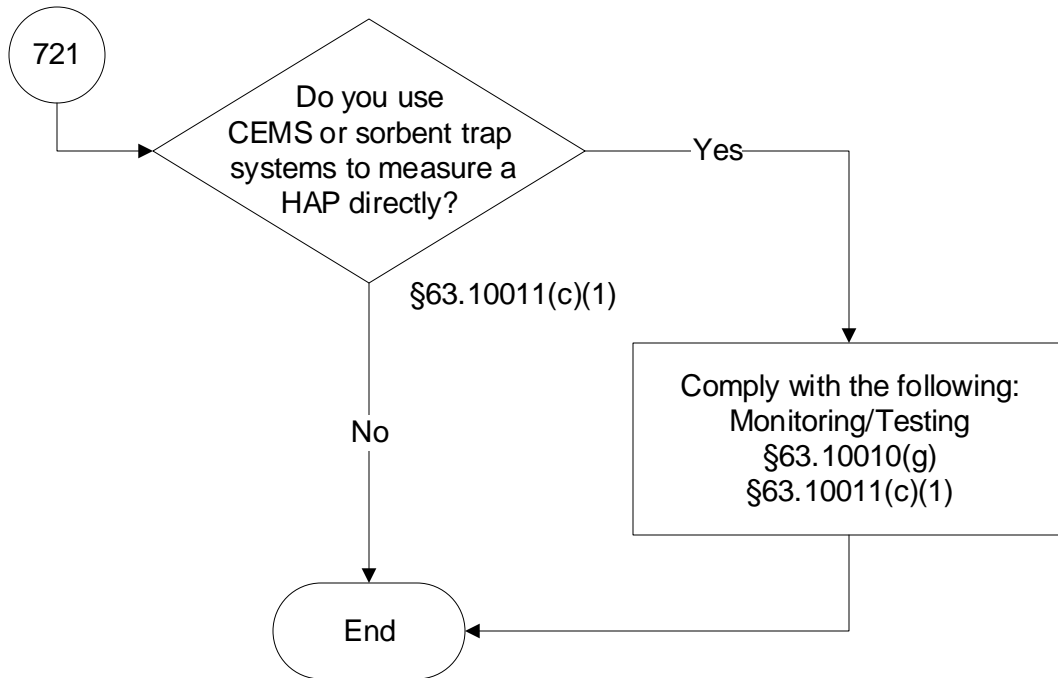 721
Do you use
CEMS or sorbent trap
systems to measure a
HAP directly?
Yes
§63.10011(c)(1)
Comply with the following:
Monitoring/Testing
§63.10010(g)
§63.10011(c)(1)
No
End